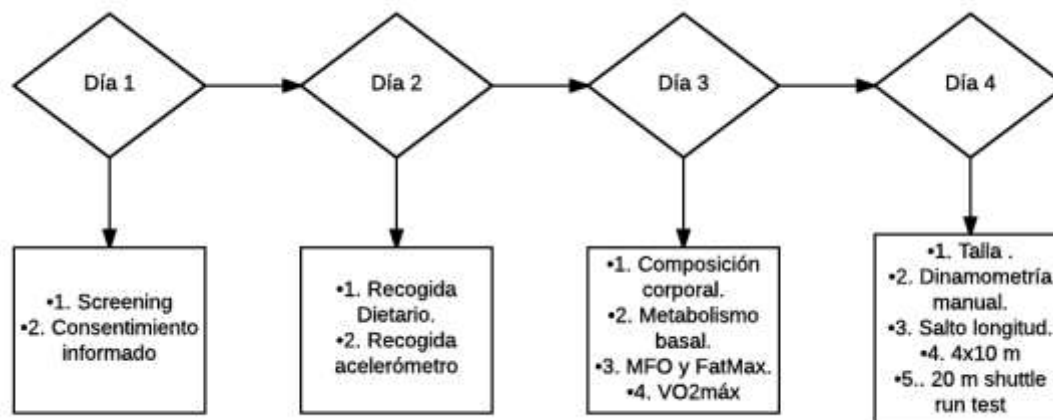 Día 1
Día 2
Día 3
Día 4
•1. Screening
•2. Consentimiento
informado
•1. Recogida
Dietario.
•2. Recogida
acelerómetro
•1. Composición
corporal.
•2. Metabolismo
basal.
•3. MFO y FatMax.
•4. VO2máx
•1. Talla .
•2. Dinamometría
manual.
•3. Salto longitud.
•4. 4x10 m
•5.. 20 m shuttle
run test